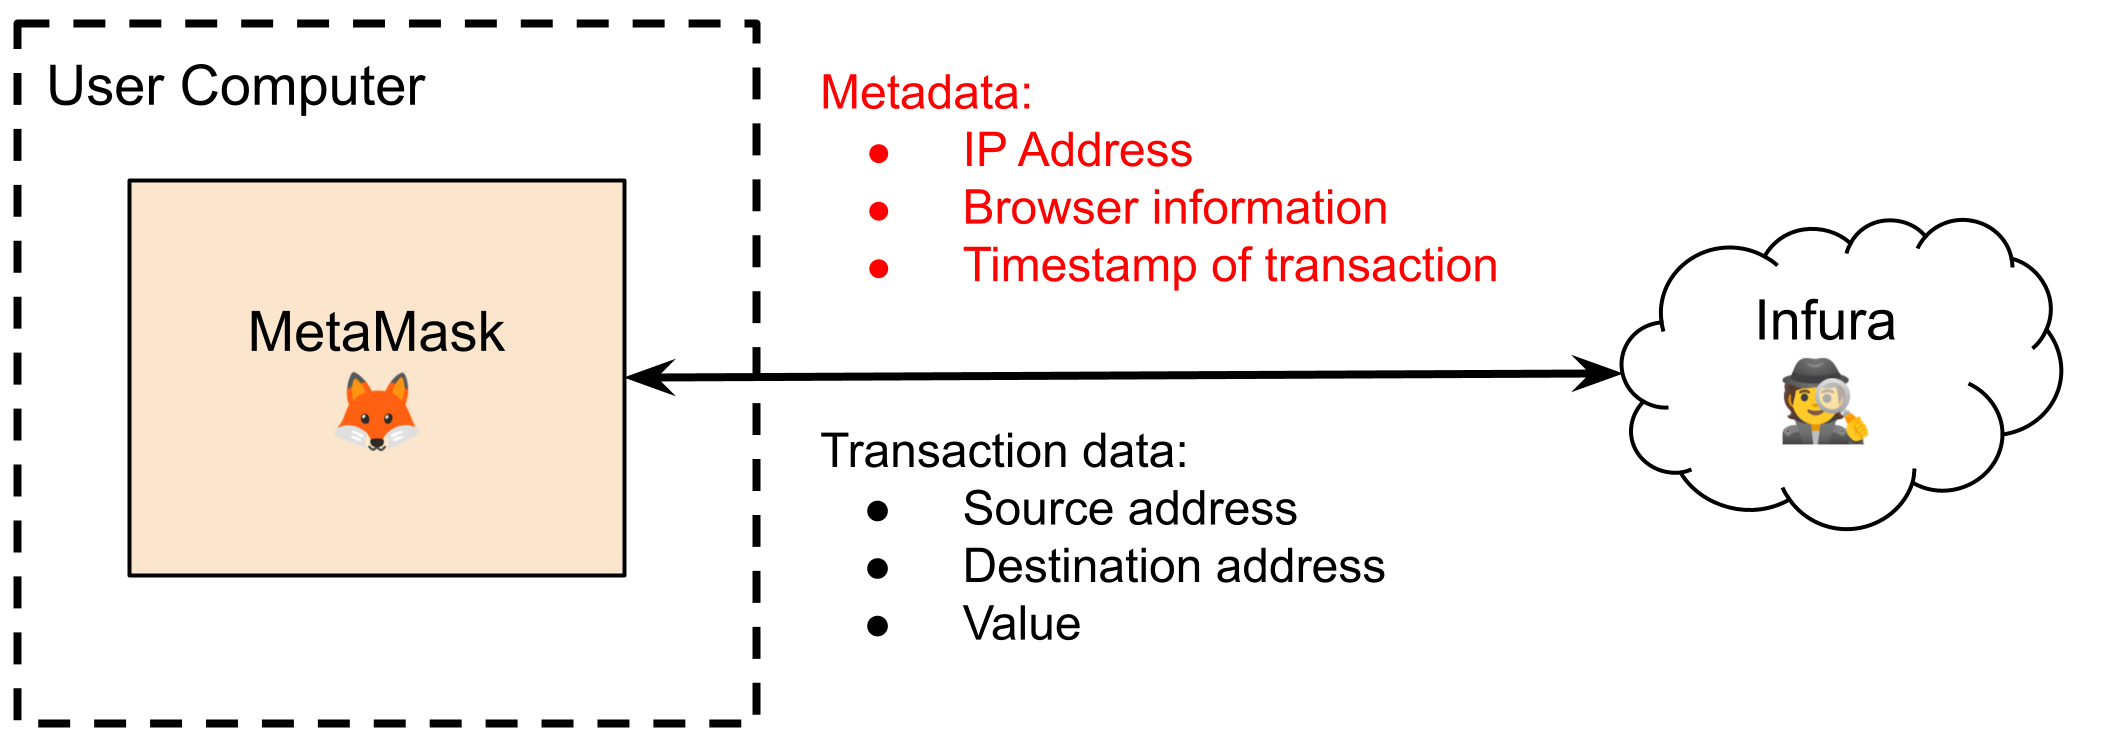 User Computer
MetaMask
Metadata:
● IP Address
● Browser information
● Timestamp of transaction
Transaction data:
● Source address
● Destination address
● Value
Infura